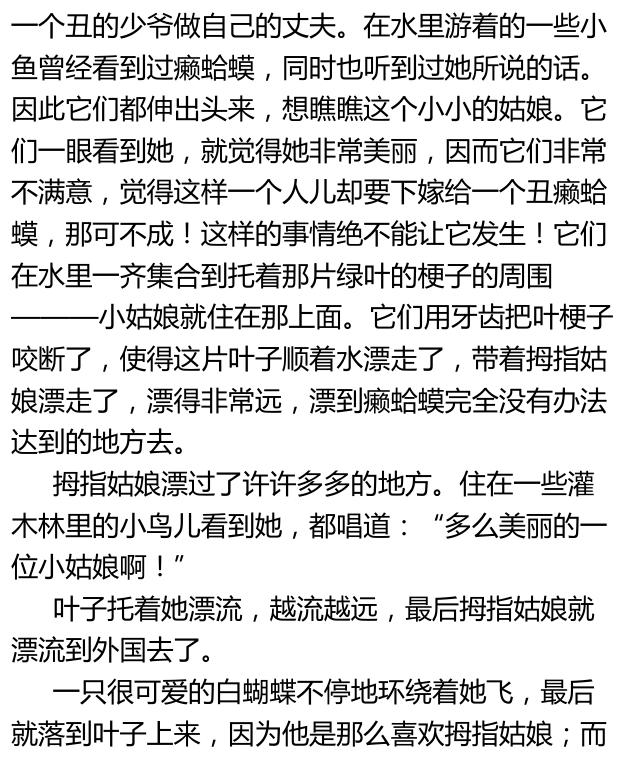 一个丑的少爷做自己的丈夫。在水里游着的一些小
鱼曾经看到过癞蛤蟆，同时也听到过她所说的话。
因此它们都伸出头来，想瞧瞧这个小小的姑娘。它
们一眼看到她，就觉得她非常美丽，因而它们非常
不满意，觉得这样一个人儿却要下嫁给一个丑癞蛤
蟆，那可不成！这样的事情绝不能让它发生！它们
在水里一齐集合到托着那片绿叶的梗子的周围
———小姑娘就住在那上面。它们用牙齿把叶梗子
咬断了，使得这片叶子顺着水漂走了，带着拇指姑
娘漂走了，漂得非常远，漂到癞蛤蟆完全没有办法
达到的地方去。
拇指姑娘漂过了许许多多的地方。住在一些灌
木林里的小鸟儿看到她，都唱道：“多么美丽的一
位小姑娘啊！”
叶子托着她漂流，越流越远，最后拇指姑娘就
漂流到外国去了。
一只很可爱的白蝴蝶不停地环绕着她飞，最后
就落到叶子上来，因为他是那么喜欢拇指姑娘；而